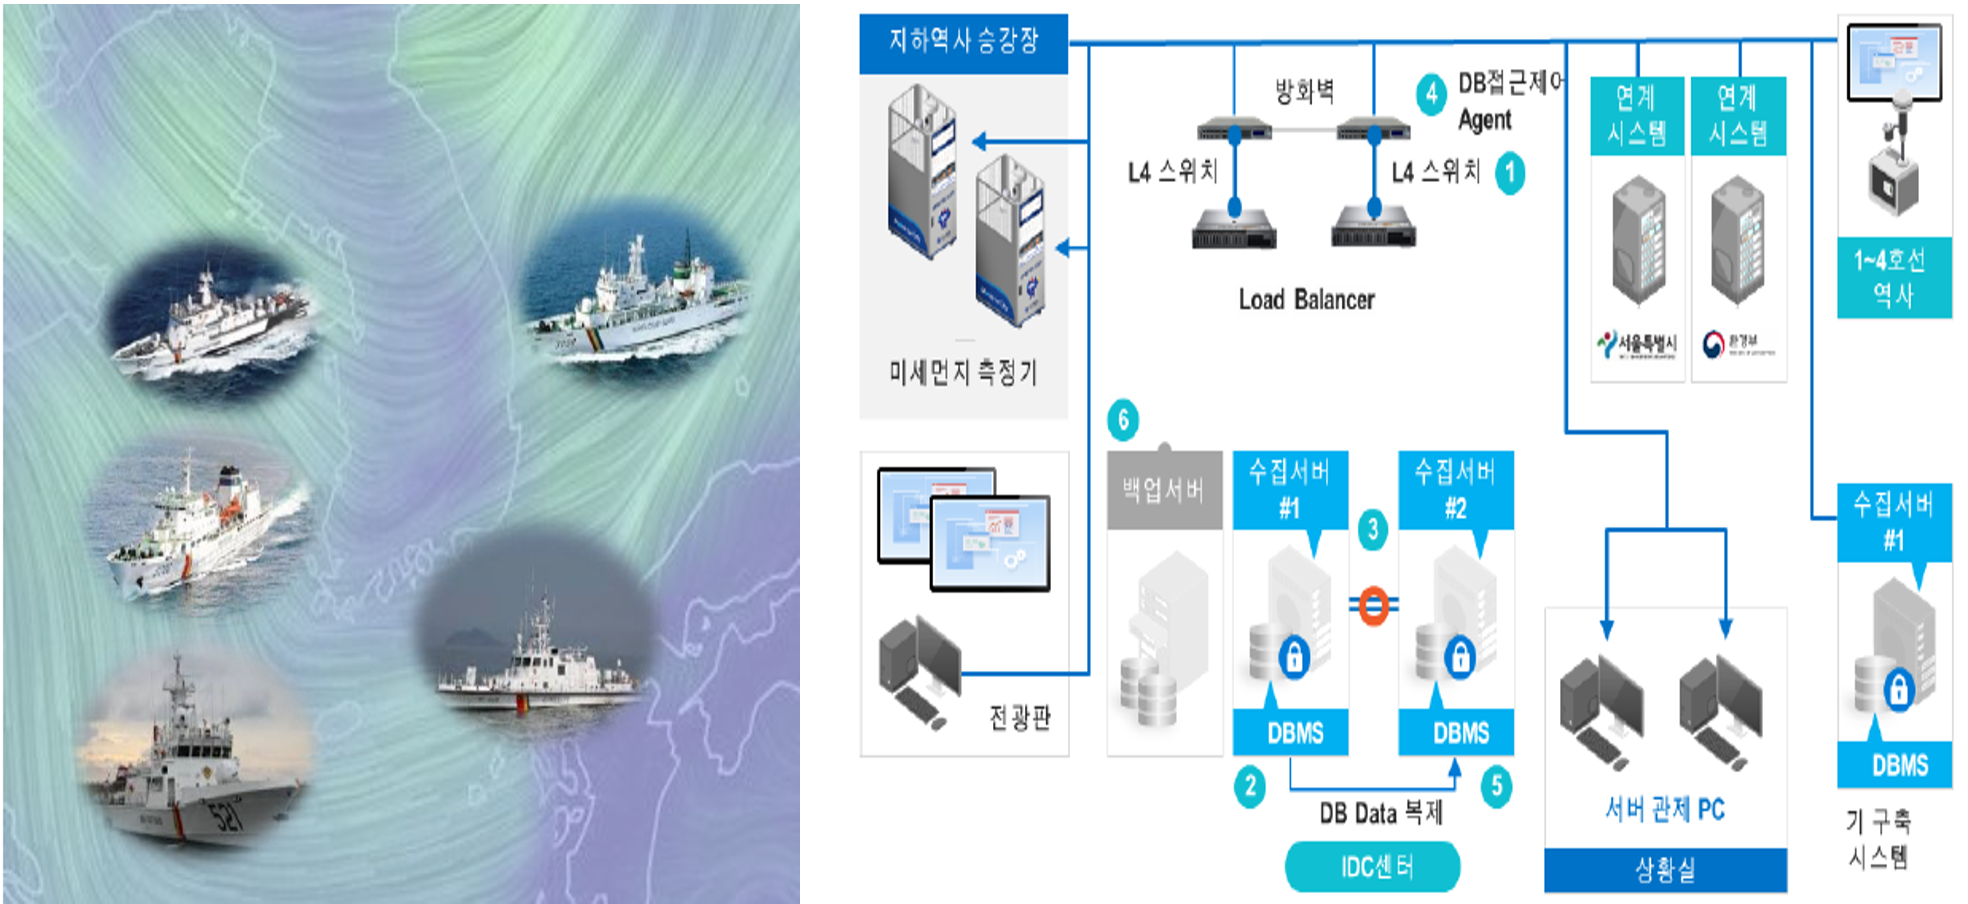 지하역사 승강장
미세먼지 측정기
전광판
방화벽
L4 스위치
L4 스위치
1
Load Balancer
4
DB접근제어
Agent
연계
시스템
서울특별시
연계
시스템
환경부
1~4호선
역사
6
백업서버
수집서버
#1
DBMS
2
3
수집서버
#2
DBMS
5
DB Data 복제
IDC센터
서버 관제 PC
상황실
수집서버
#1
DBMS
기 구축
시스템
521